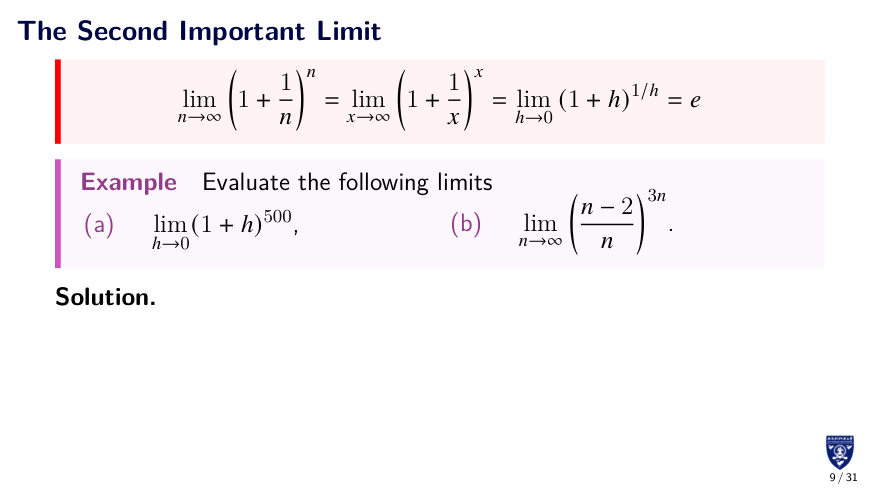 The Second Important Limit
lim_{n→∞} (1 + 1/n)^n = lim_{x→∞} (1 + 1/x)^x = lim_{h→0} (1 + h)^{1/h} = e
Example Evaluate the following limits
(a) lim_{h→0} (1 + h)^{500}, (b) lim_{n→∞} ((n − 2)/n)^{3n}.
Solution.
9 / 31